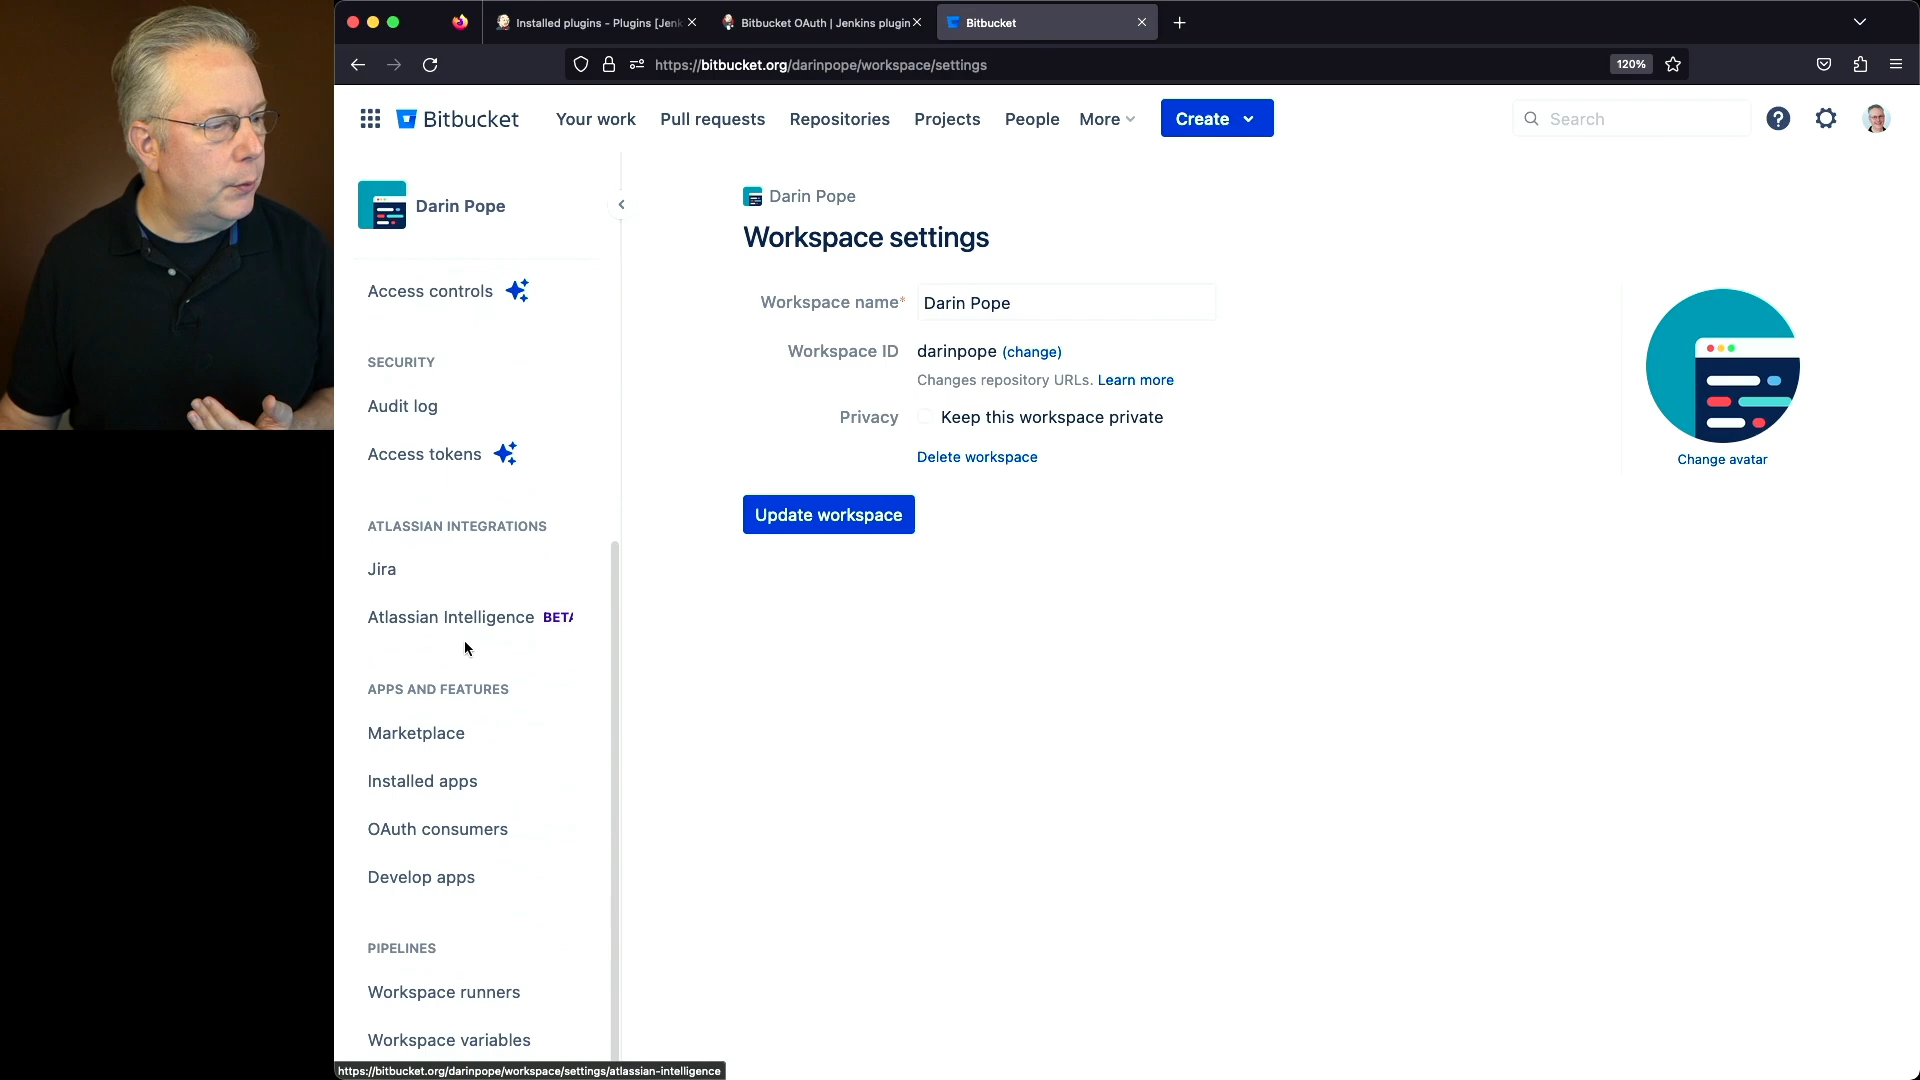 Installed plugins - Plugins [Jenk
Bitbucket OAuth | Jenkins plugin
Bitbucket
https://bitbucket.org/darinpope/workspace/settings
120%
Bitbucket
Your work
Pull requests
Repositories
Projects
People
More
Create
Search
Darin Pope
Access controls
SECURITY
Audit log
Access tokens
ATLASSIAN INTEGRATIONS
Jira
Atlassian Intelligence BETA
APPS AND FEATURES
Marketplace
Installed apps
OAuth consumers
Develop apps
PIPELINES
Workspace runners
Workspace variables
Darin Pope
Workspace settings
Workspace name* Darin Pope
Workspace ID darinpope (change)
Changes repository URLs. Learn more
Privacy Keep this workspace private
Delete workspace
Update workspace
Change avatar
https://bitbucket.org/darinpope/workspace/settings/atlassian-intelligence